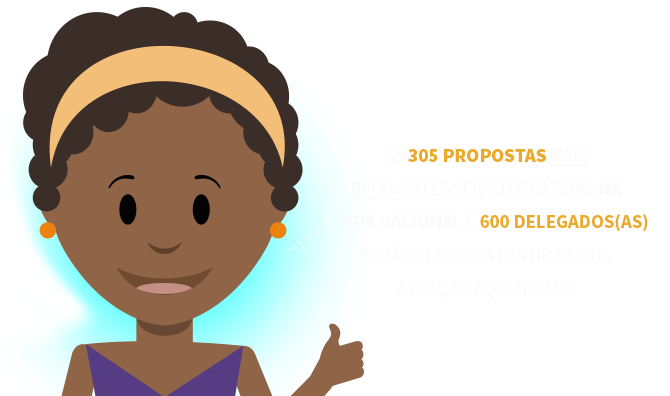 AS 305 PROPOSTAS MAIS
RELEVANTES SERÃO DEBATIDAS NA
ETAPA NACIONAL E 600 DELEGADOS(AS)
SERÃO ELEITOS A PARTIR DE SUA
ATUAÇÃO AQUI NO APP.